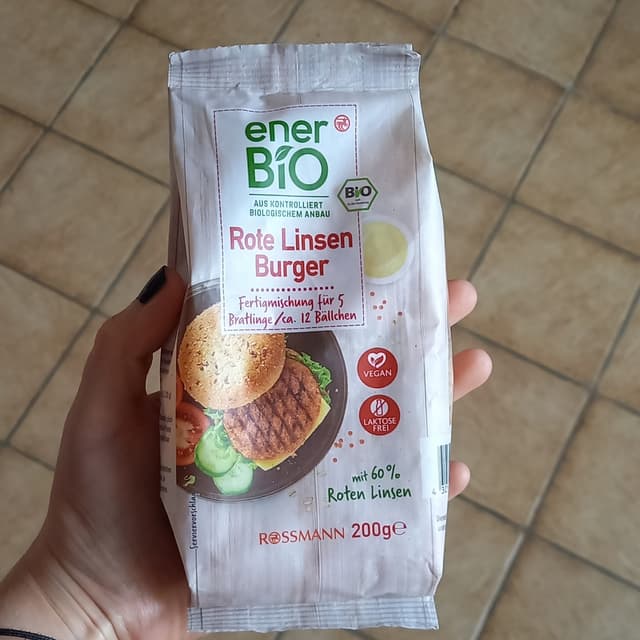 ener
BiO
AUS KONTROLLIERT
BIOLOGISCHEM ANBAU
BiO
Rote Linsen
Burger
Fertigmischung für 5
Bratlinge/ca. 12 Bällchen
VEGAN
LAKTOSE
FREI
mit 60%
Roten Linsen
Serviervorschlag
ROSSMANN 200g℮